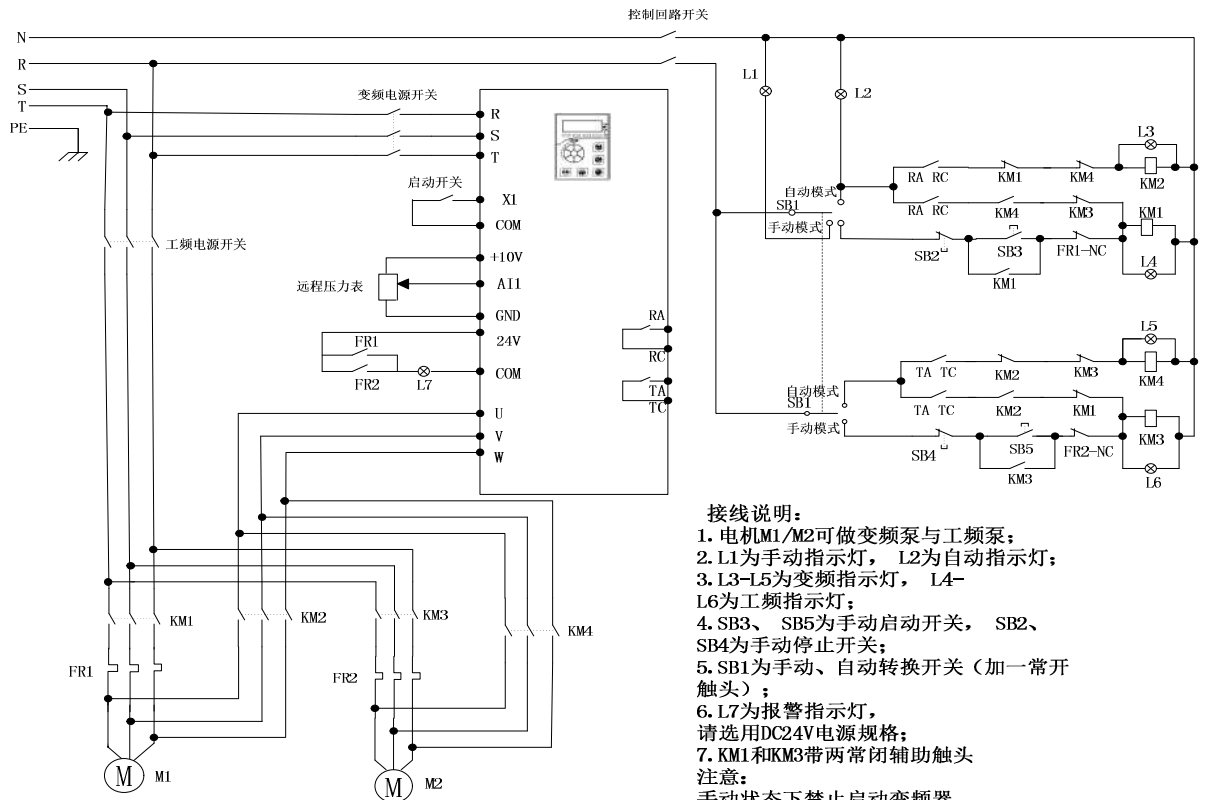 控制回路开关
N
R
S
T
PE
变频电源开关
R
S
T
启动开关
X1
COM
工频电源开关
+10V
远程压力表
AI1
GND
24V
FR1
FR2
L7
COM
U
V
W
RA
RC
TA
TC
L1
L2
L3
RA RC
KM1
KM4
KM2
自动模式
SB1
手动模式
RA RC
KM4
KM3
KM1
SB2
SB3
FR1-NC
KM1
L4
L5
TA TC
KM2
KM3
KM4
自动模式
SB1
手动模式
TA TC
KM2
KM1
KM3
SB4
SB5
FR2-NC
KM3
L6
KM1
KM2
KM3
KM4
FR1
FR2
M
M1
M
M2
接线说明:
1.电机M1/M2可做变频泵与工频泵;
2.L1为手动指示灯, L2为自动指示灯;
3.L3-L5为变频指示灯, L4-
L6为工频指示灯;
4.SB3、 SB5为手动启动开关, SB2、
SB4为手动停止开关;
5.SB1为手动、自动转换开关(加一常开
触头);
6.L7为报警指示灯,
请选用DC24V电源规格;
7.KM1和KM3带两常闭辅助触头
注意:
手动状态下禁止启动变频器